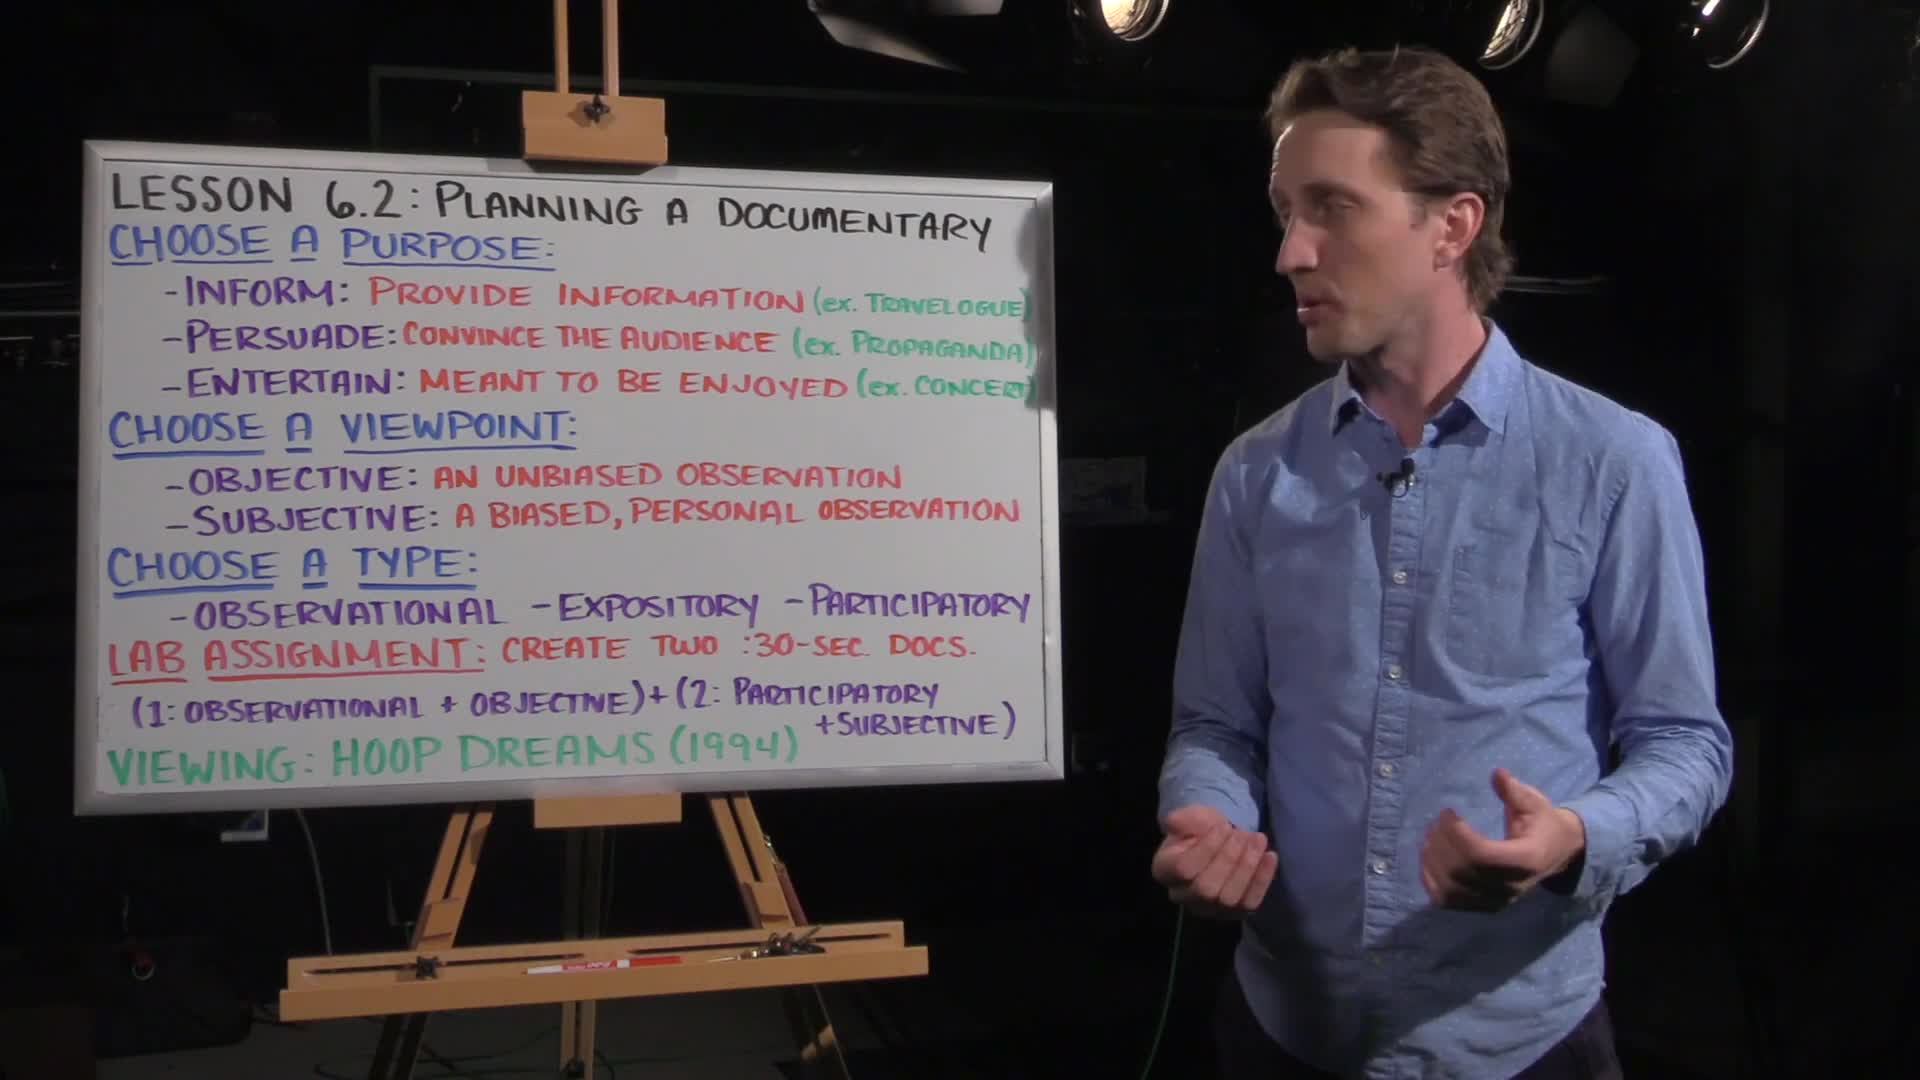 LESSON 6.2: PLANNING A DOCUMENTARY
CHOOSE A PURPOSE:
-INFORM: PROVIDE INFORMATION (ex. TRAVELOGUE)
-PERSUADE: CONVINCE THE AUDIENCE (ex. PROPAGANDA)
-ENTERTAIN: MEANT TO BE ENJOYED (ex. CONCERT)
CHOOSE A VIEWPOINT:
-OBJECTIVE: AN UNBIASED OBSERVATION
-SUBJECTIVE: A BIASED, PERSONAL OBSERVATION
CHOOSE A TYPE:
-OBSERVATIONAL -EXPOSITORY -PARTICIPATORY
LAB ASSIGNMENT: CREATE TWO :30-SEC. DOCS.
(1: OBSERVATIONAL + OBJECTIVE) + (2: PARTICIPATORY
+SUBJECTIVE)
VIEWING: HOOP DREAMS (1994)